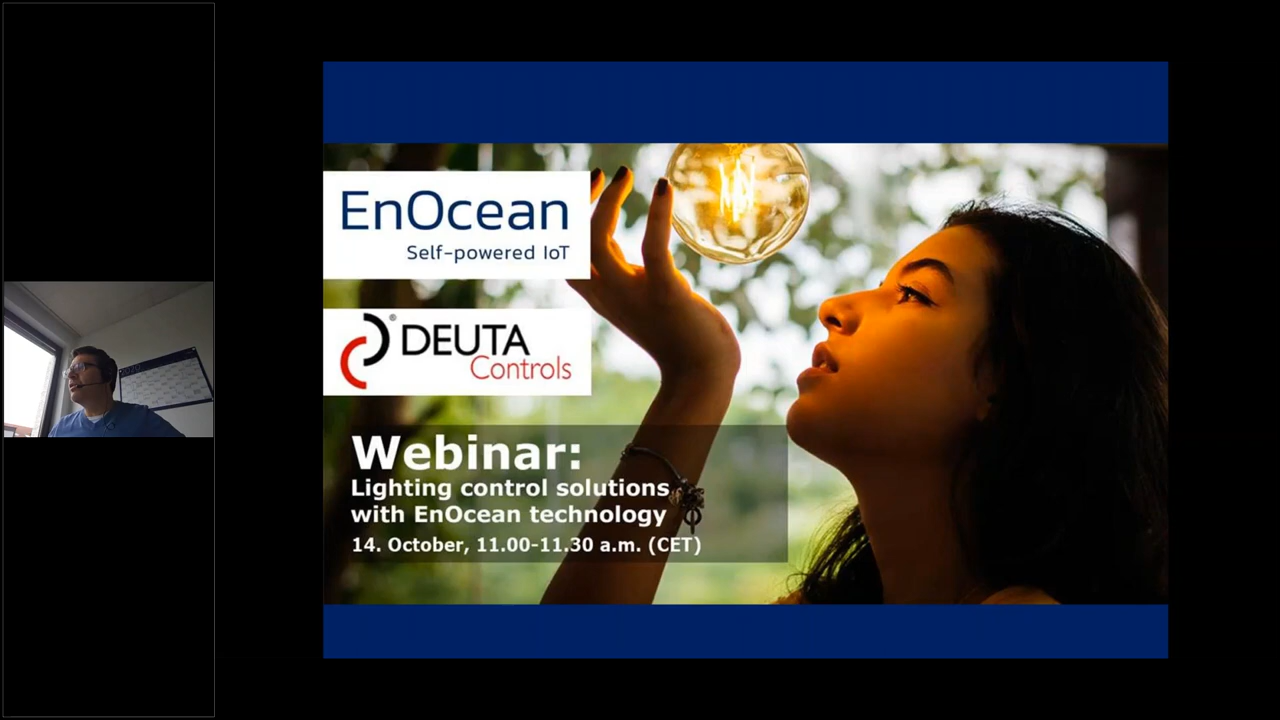 EnOcean
Self-powered IoT
DEUTA
Controls
Webinar:
Lighting control solutions
with EnOcean technology
14. October, 11.00-11.30 a.m. (CET)